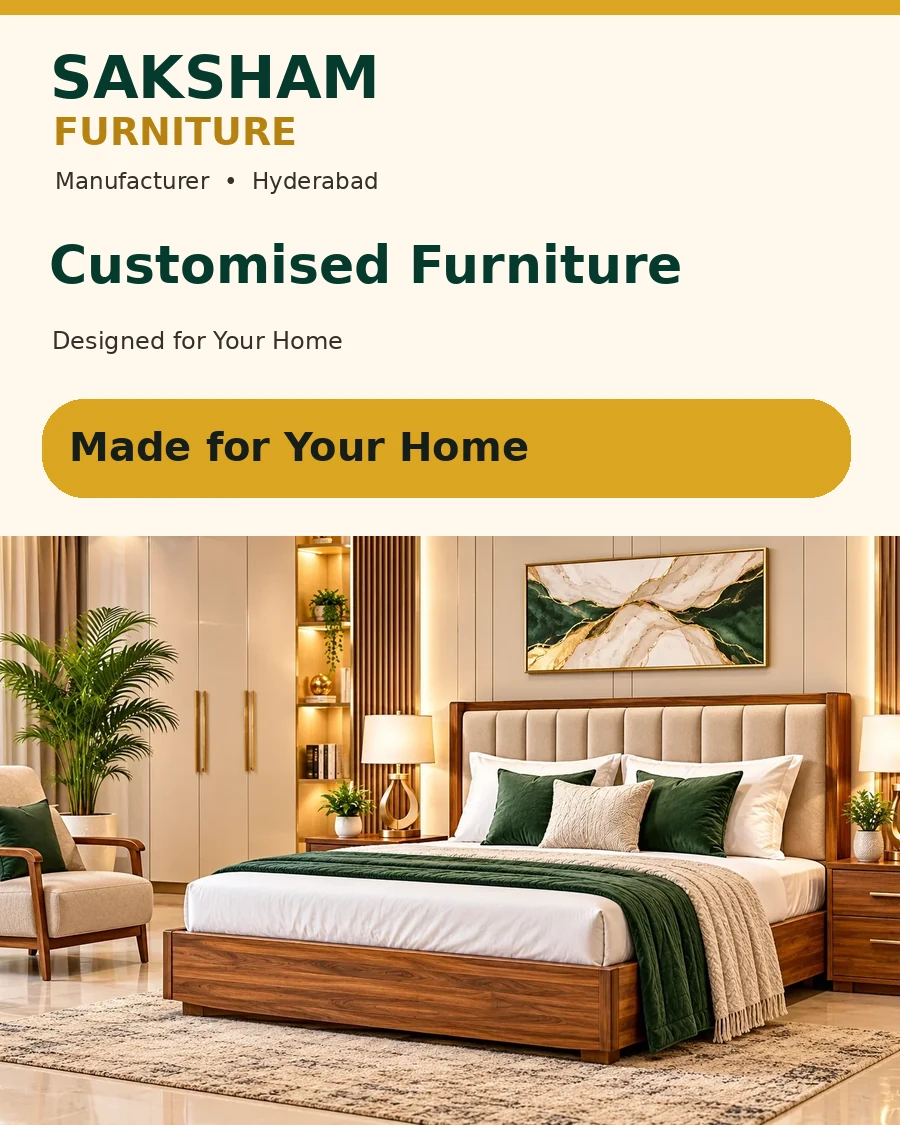 SAKSHAM
FURNITURE
Manufacturer • Hyderabad
Customised Furniture
Designed for Your Home
Made for Your Home